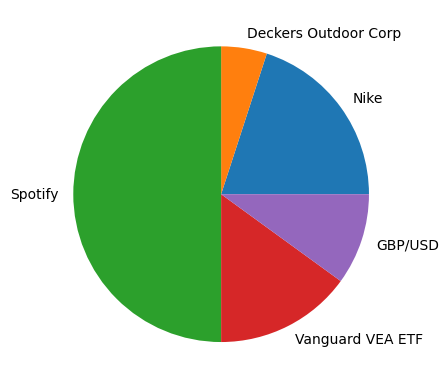 Deckers Outdoor Corp
Nike
Spotify
GBP/USD
Vanguard VEA ETF